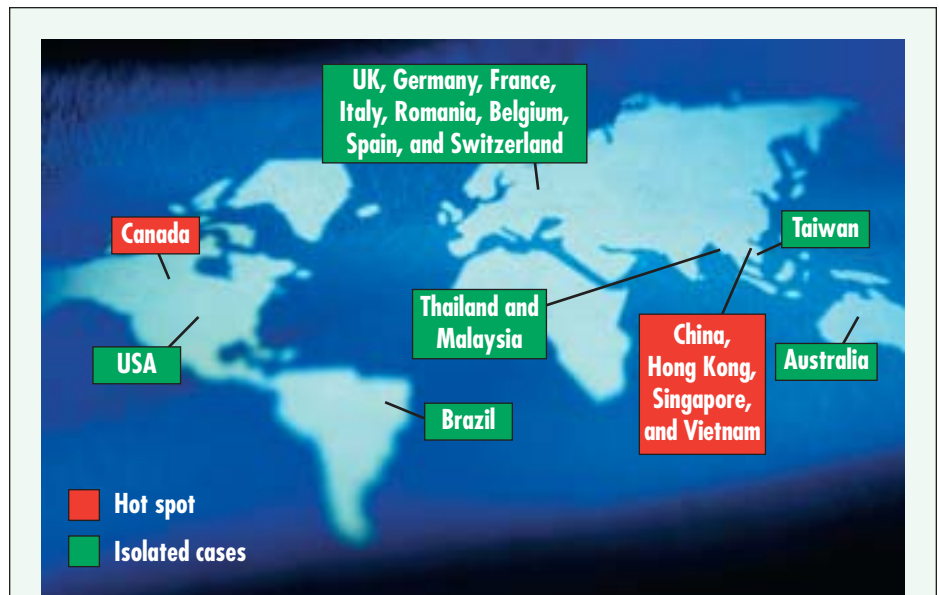 UK, Germany, France,
Italy, Romania, Belgium,
Spain, and Switzerland
Canada
Taiwan
Thailand and
Malaysia
China,
Hong Kong,
Singapore,
and Vietnam
USA
Australia
Brazil
Hot spot
Isolated cases